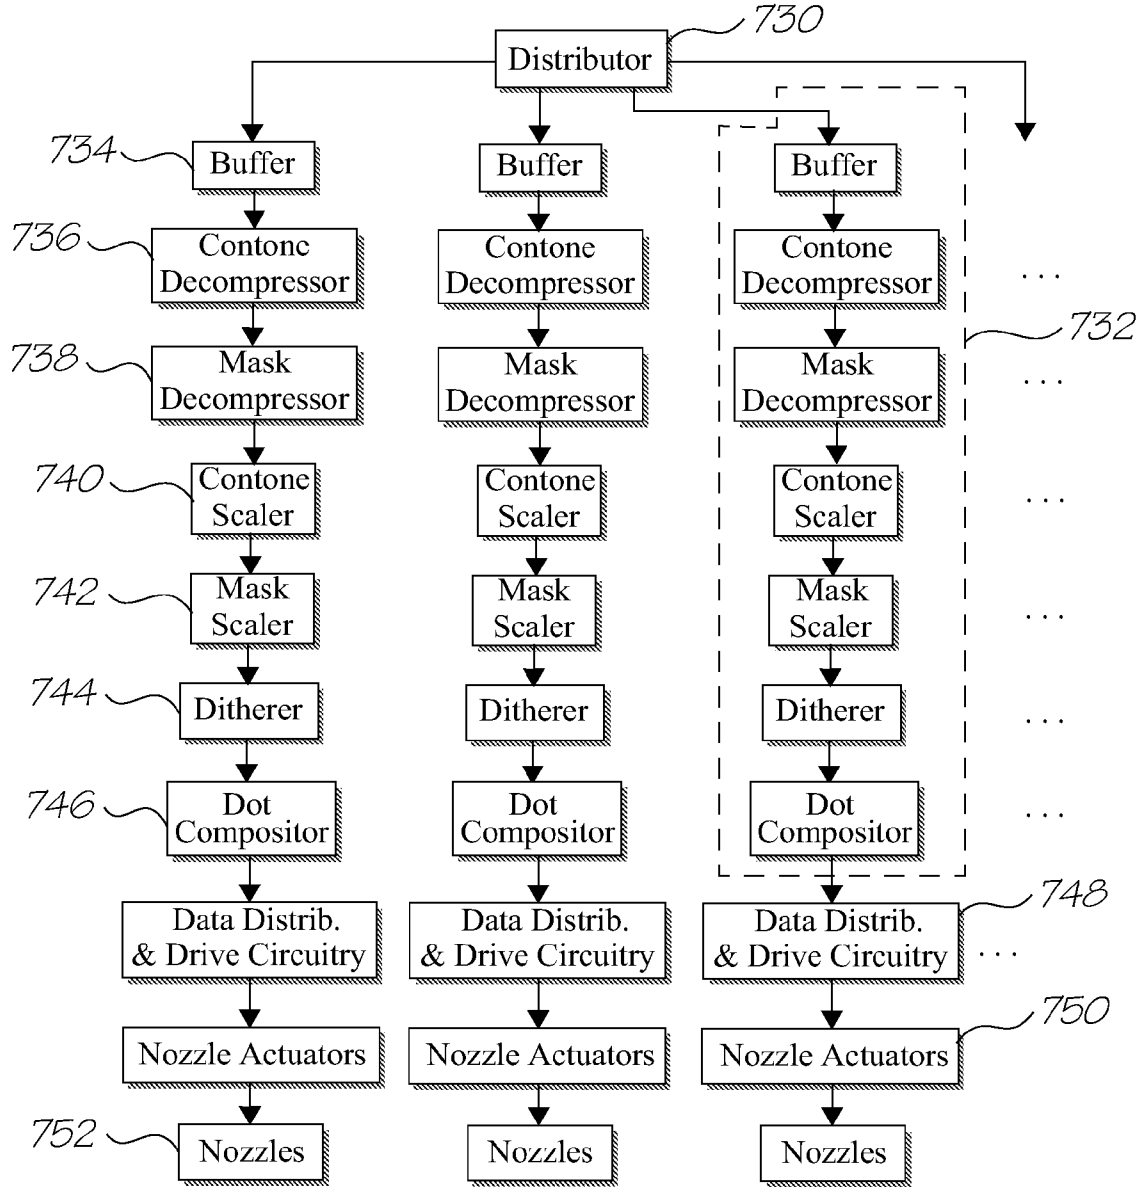 730
Distributor
734
Buffer
Buffer
Buffer
736
Contonc
Decompressor
Contone
Decompressor
Contone
Decompressor
. . .
732
738
Mask
Decompressor
Mask
Decompressor
Mask
Decompressor
. . .
740
Contone
Scaler
Contone
Scaler
Contone
Scaler
. . .
742
Mask
Scaler
Mask
Scaler
Mask
Scaler
. . .
744
Ditherer
Ditherer
Ditherer
. . .
746
Dot
Compositor
Dot
Compositor
Dot
Compositor
. . .
748
Data Distrib.
& Drive Circuitry
Data Distrib.
& Drive Circuitry
Data Distrib.
& Drive Circuitry
. . .
750
Nozzle Actuators
Nozzle Actuators
Nozzle Actuators
752
Nozzles
Nozzles
Nozzles